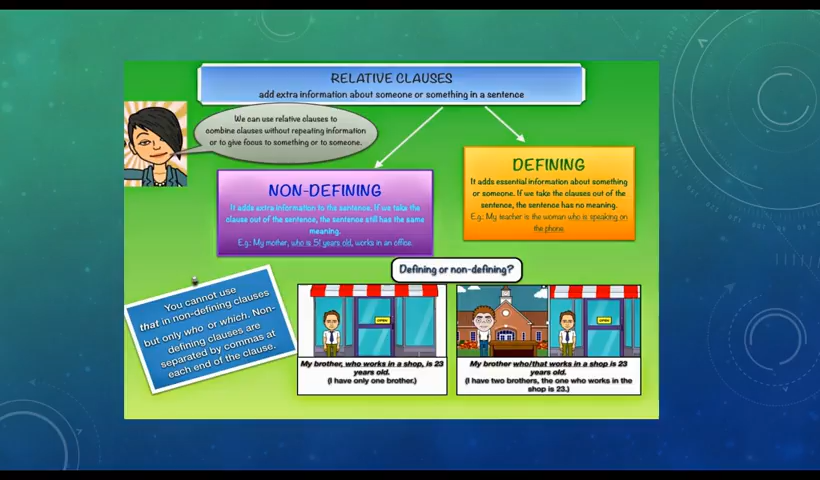 RELATIVE CLAUSES
add extra information about someone or something in a sentence
We can use relative clauses to
combine clauses without repeating information
or to give focus to something or to someone.
NON-DEFINING
It adds extra information to the sentence. If we take the
clause out of the sentence, the sentence still has the same
meaning.
E.g.: My mother, who is 51 years old, works in an office.
DEFINING
It adds essential information about something
or someone. If we take the clauses out of the
sentence, the sentence has no meaning.
E.g.: My teacher is the woman who is speaking on
the phone.
Defining or non-defining?
You cannot use
that in non-defining clauses
but only who or which. Non-
defining clauses are
separated by commas at
each end of the clause.
OPEN
My brother, who works in a shop, is 23
years old.
(I have only one brother.)
OPEN
My brother who/that works in a shop is 23
years old.
(I have two brothers, the one who works in the
shop is 23.)